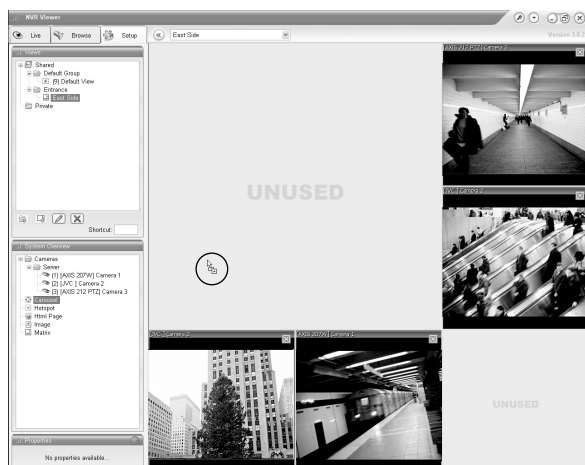 NVR Viewer
Live
Browse
Setup
East Side
Version 3.0.2
Views
Shared
Default Group
(9) Default View
Entrance
East Side
Private
Shortcut:
System Overview
Cameras
Server
(1) [AXIS 207W] Camera 1
(2) [JVC ] Camera 2
(3) [AXIS 212 PTZ] Camera 3
Carousel
Hotspot
Html Page
Image
Matrix
Properties
No properties available...
UNUSED
[AXIS 212 PTZ] Camera 3
[JVC ] Camera 2
[JVC ] Camera 2
[AXIS 207W] Camera 1
UNUSED